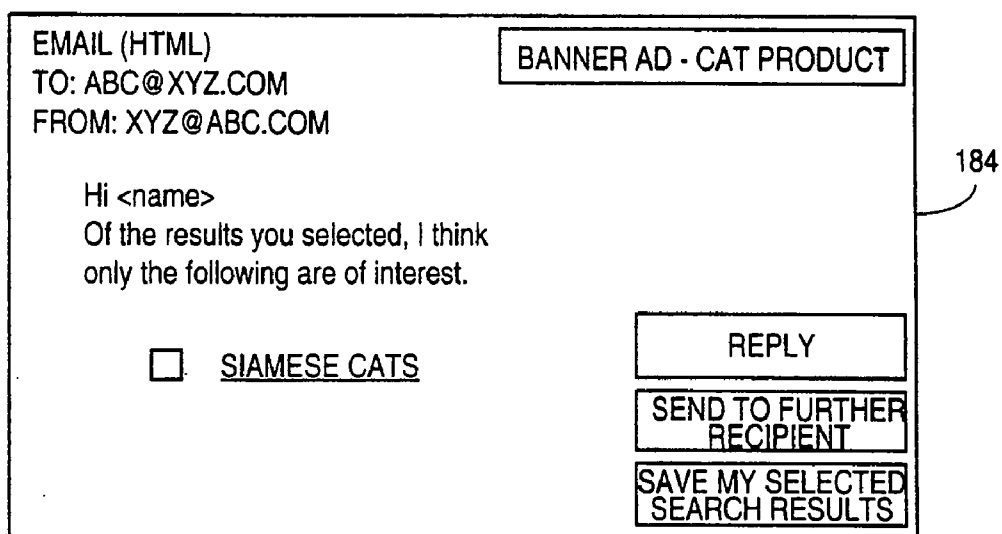 EMAIL (HTML)
BANNER AD - CAT PRODUCT
TO: ABC@XYZ.COM
FROM: XYZ@ABC.COM
184
Hi <name>
Of the results you selected, I think
only the following are of interest.
REPLY
SIAMESE CATS
SEND TO FURTHER
RECIPIENT
SAVE MY SELECTED
SEARCH RESULTS